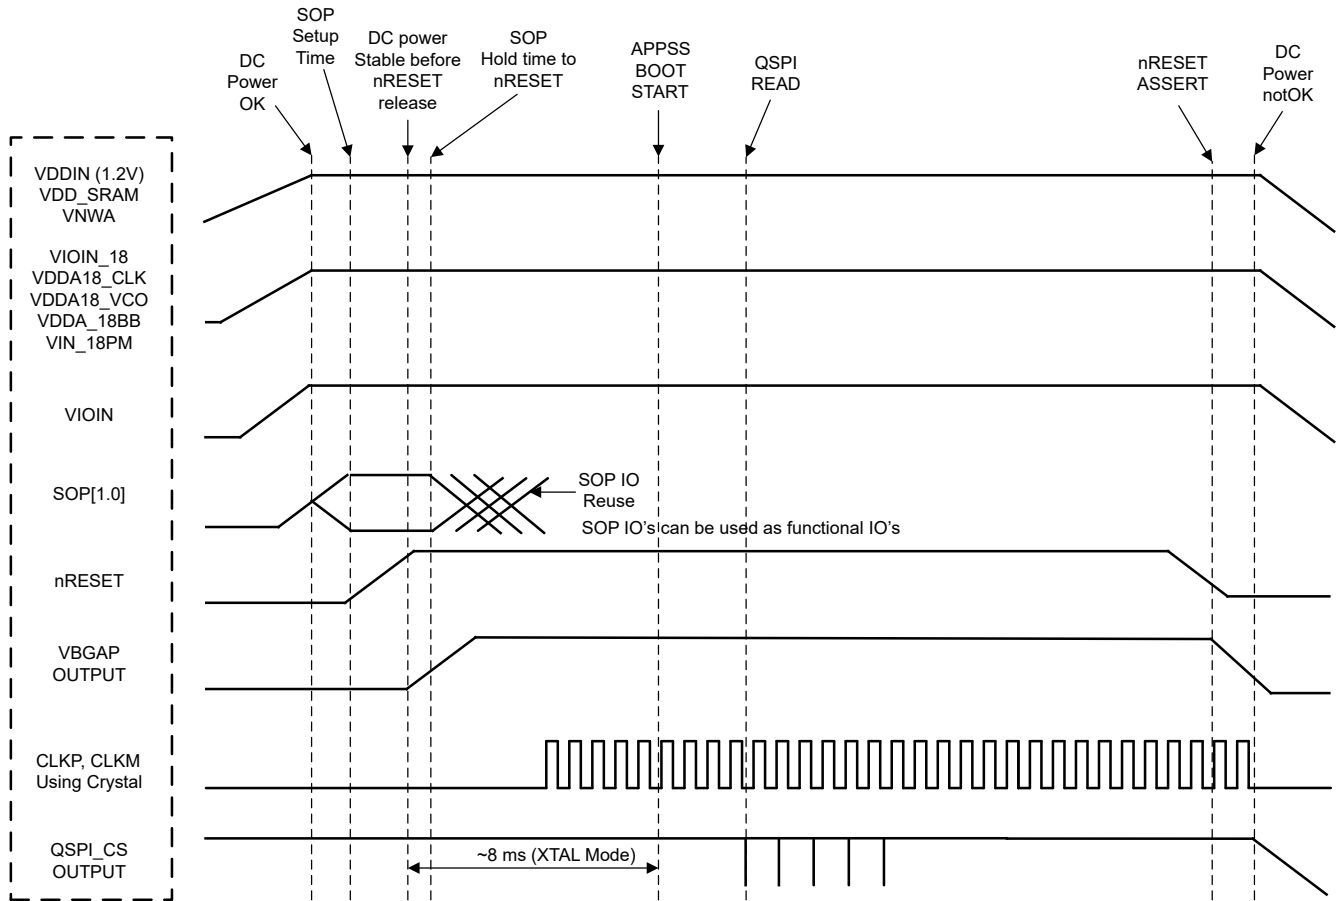 SOP
Setup
Time
DC power
Stable before
nRESET
release
SOP
Hold time to
nRESET
DC
Power
OK
APPSS
BOOT
START
QSPI
READ
nRESET
ASSERT
DC
Power
notOK
VDDIN (1.2V)
VDD_SRAM
VNWA
VIOIN_18
VDDA18_CLK
VDDA18_VCO
VDDA_18BB
VIN_18PM
VIOIN
SOP[1.0]
SOP IO
Reuse
SOP IO's can be used as functional IO's
nRESET
VBGAP
OUTPUT
CLKP, CLKM
Using Crystal
QSPI_CS
OUTPUT
~8 ms (XTAL Mode)